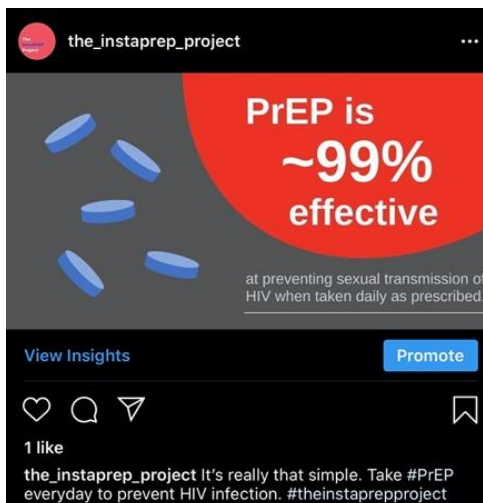 the_instaprep_project
PrEP is
~99%
effective
at preventing sexual transmission of
HIV when taken daily as prescribed.
View Insights
Promote
1 like
the_instaprep_project It's really that simple. Take #PrEP
everyday to prevent HIV infection. #theinstaprepproject